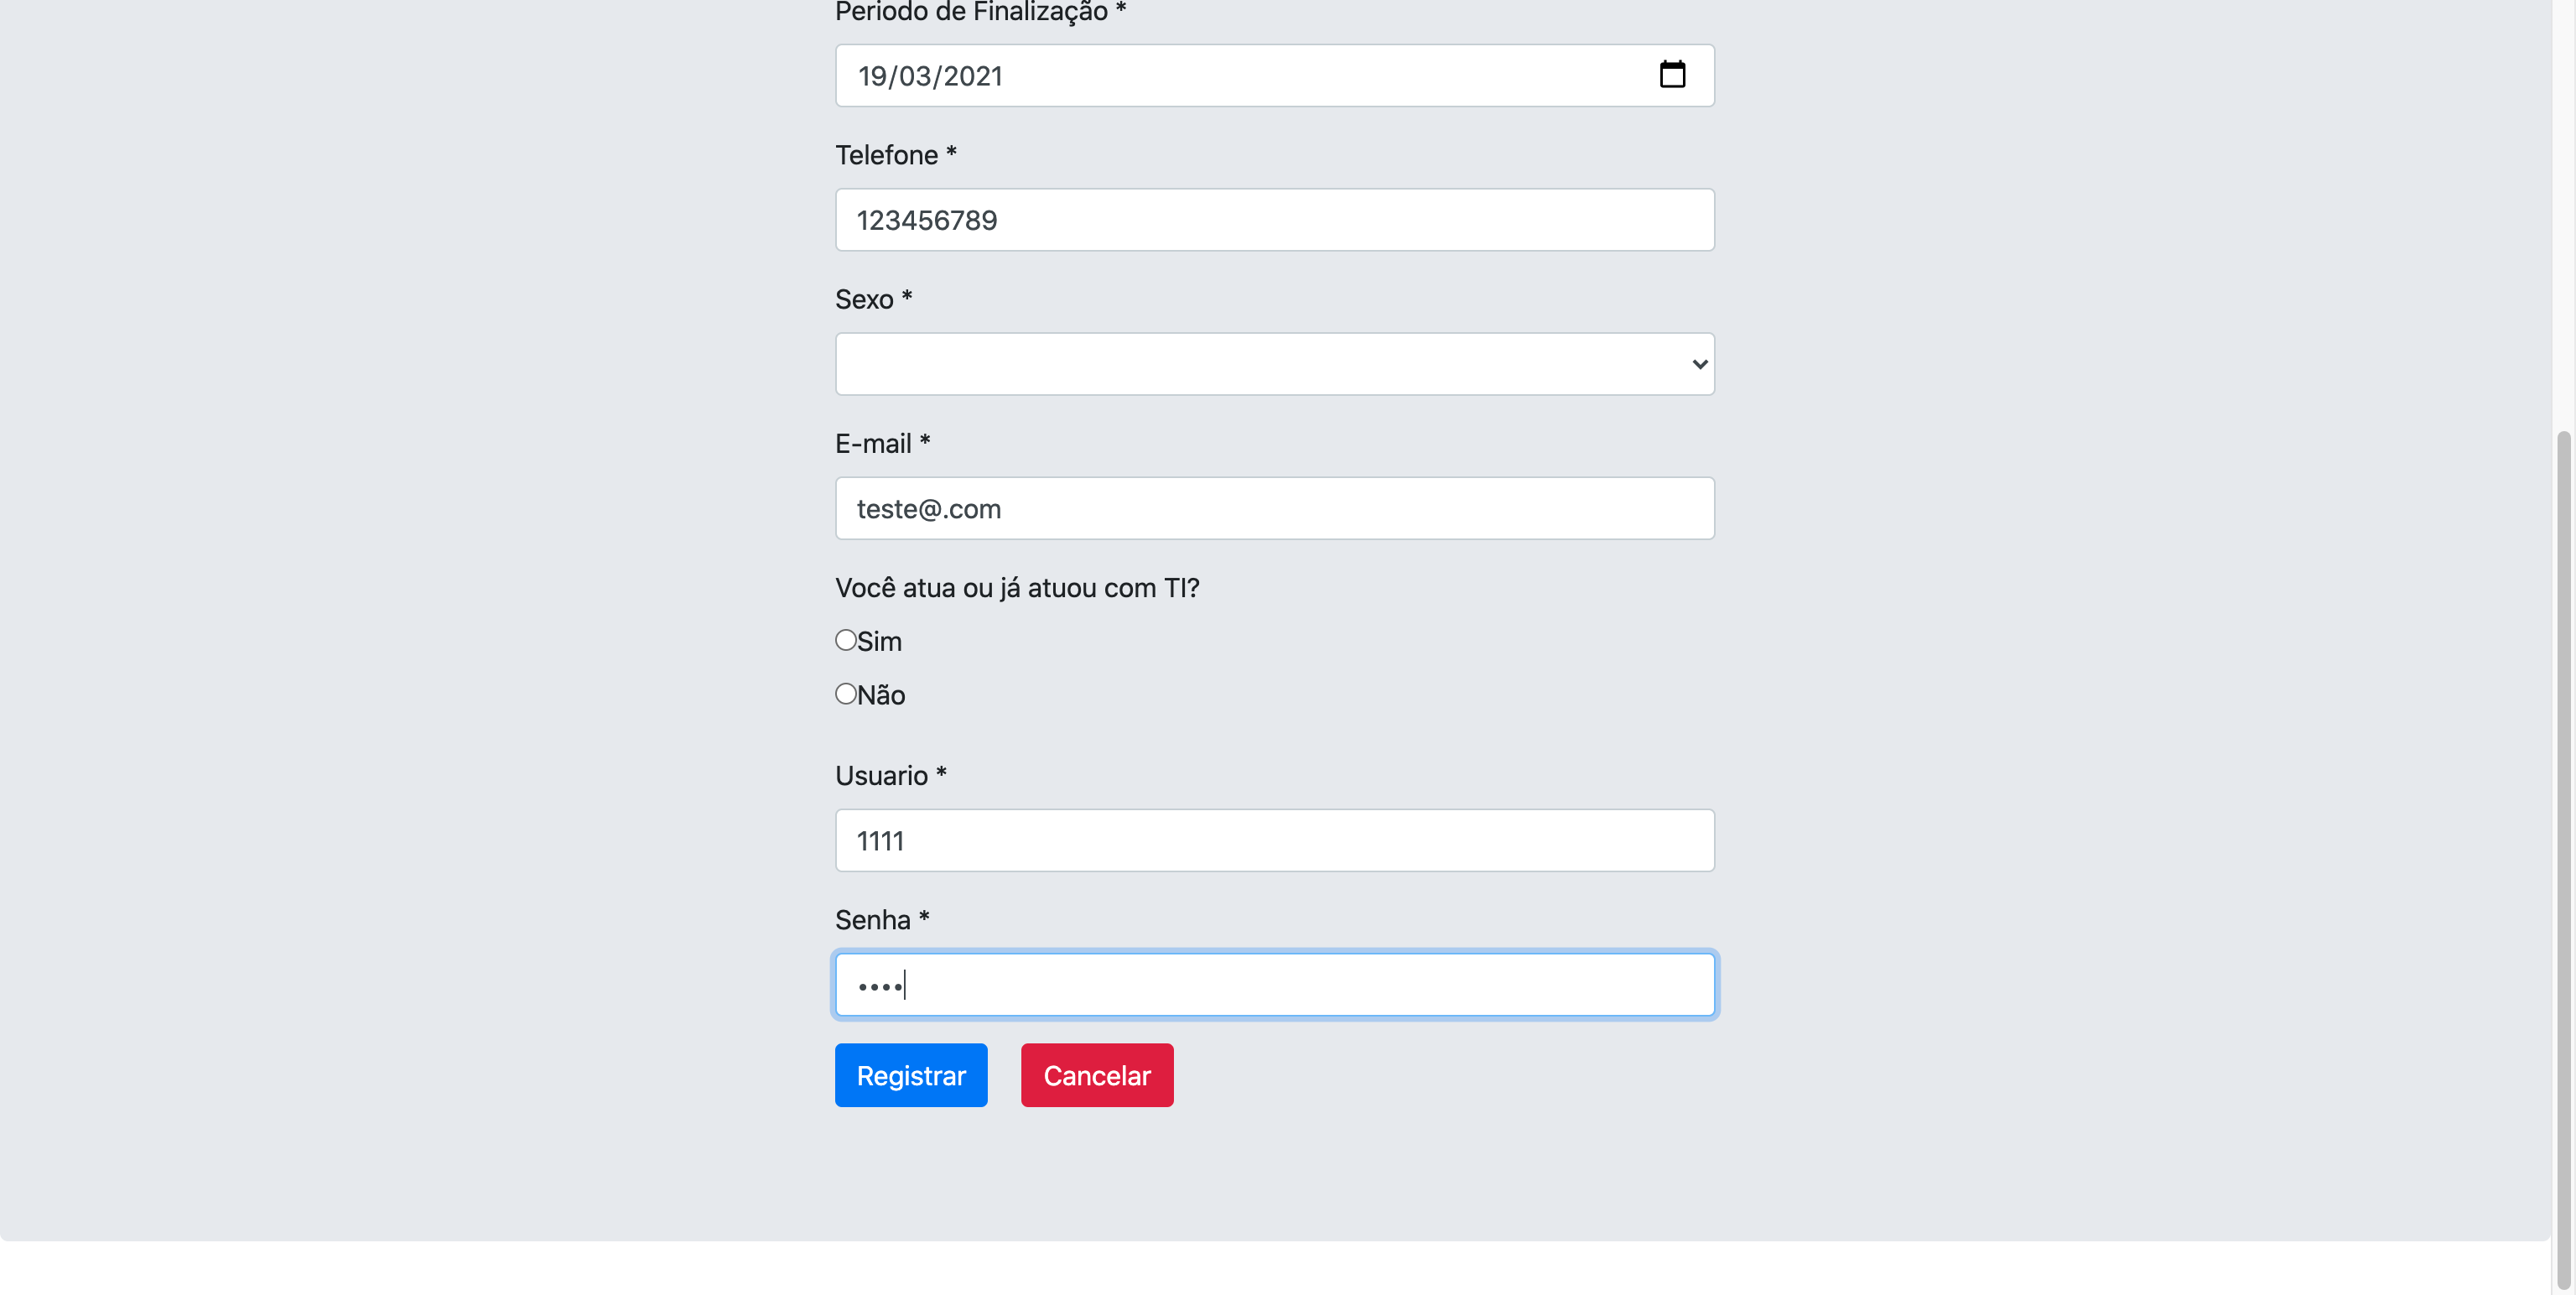 Periodo de Finalização *
19/03/2021
Telefone *
123456789
Sexo *
E-mail *
teste@.com
Você atua ou já atuou com TI?
Sim
Não
Usuario *
1111
Senha *
••••
Registrar Cancelar